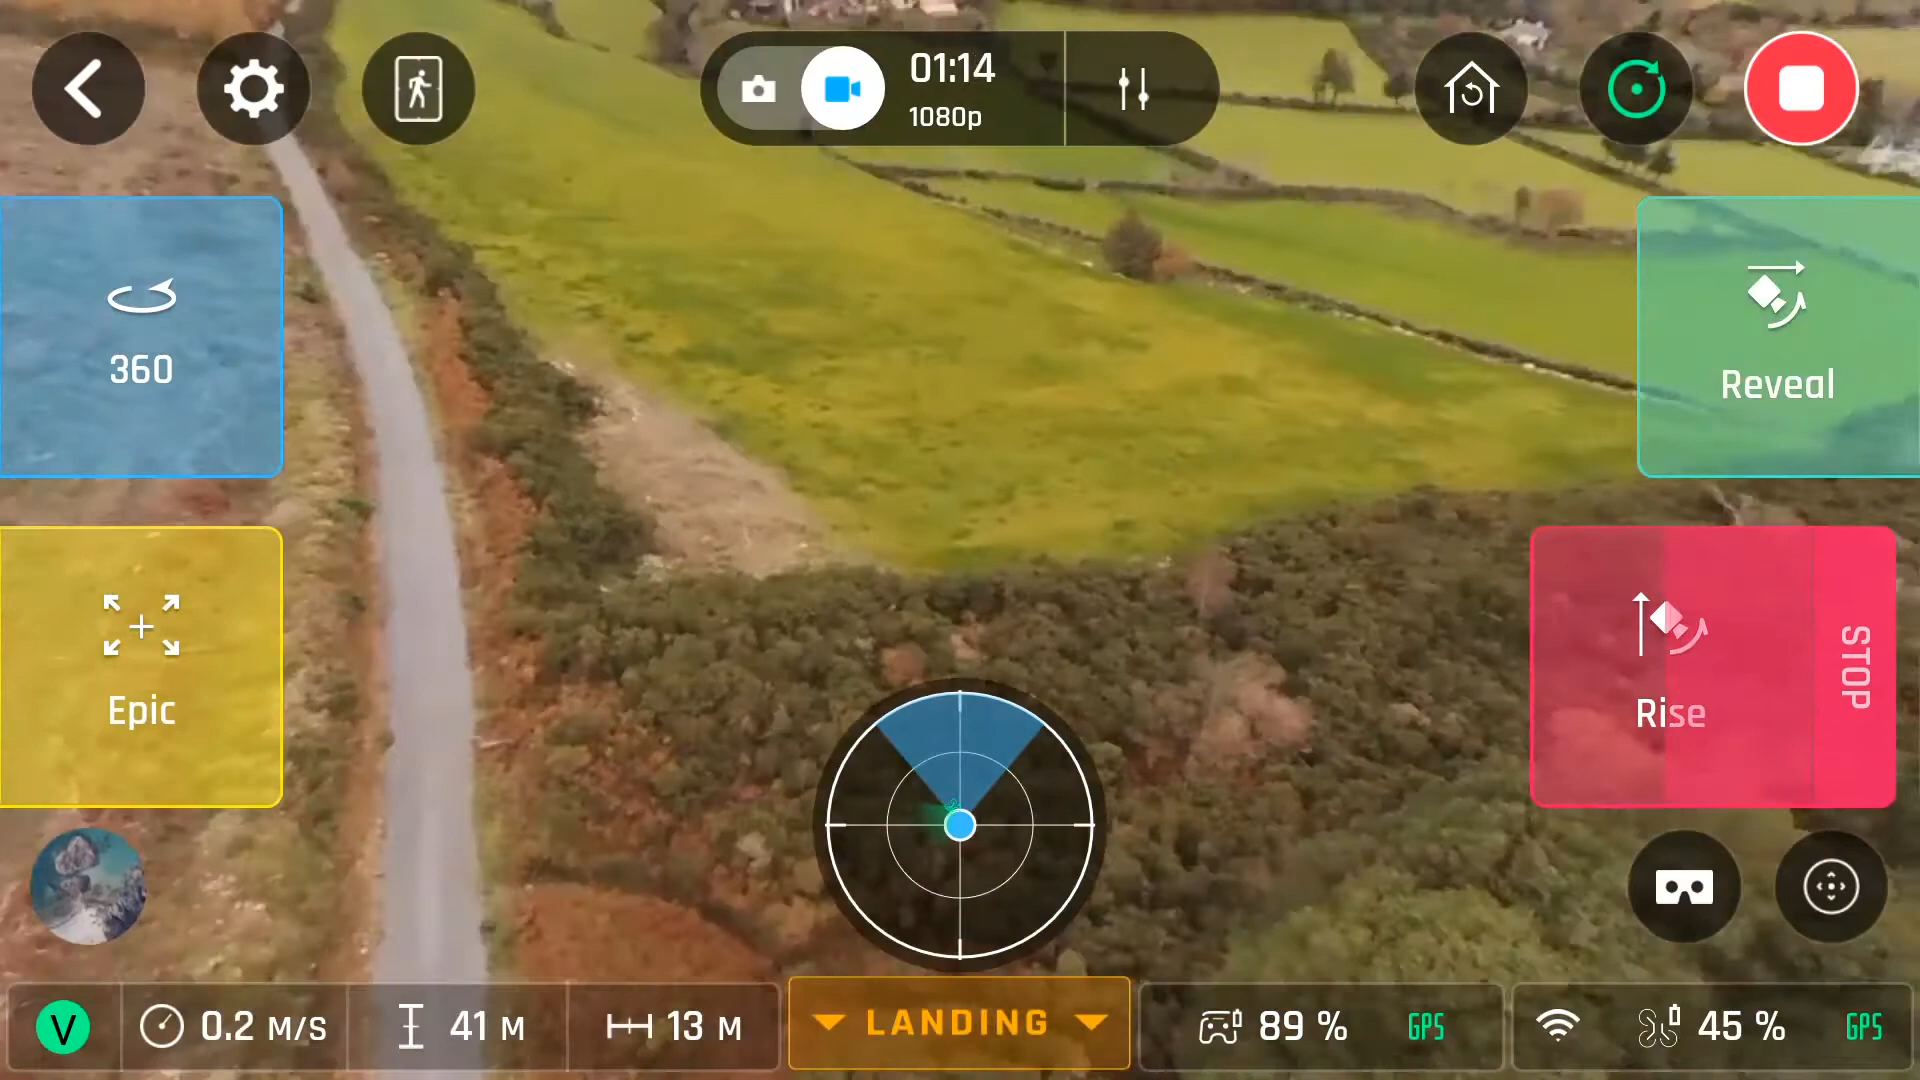 01:14
1080p
360
Reveal
Epic
Rise
STOP
V
0.2 M/S
41 M
13 M
LANDING
89 %
GPS
45 %
GPS